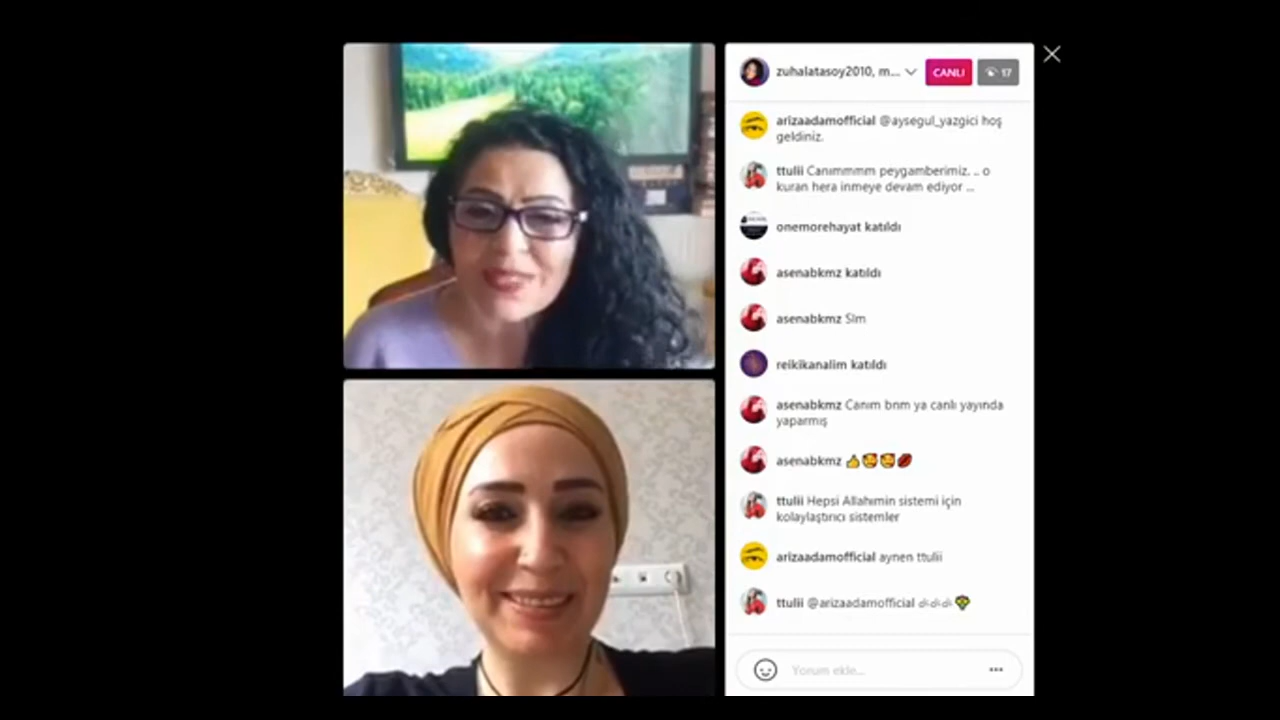 zuhalatasoy2010, m...
CANLI
17
arizaadamofficial @aysegul_yazgici hoş
geldiniz.
ttulii Canımmmm peygamberimiz. .. o
kuran hera inmeye devam ediyor ...
onemorehayat katıldı
asenabkmz katıldı
asenabkmz Slm
reikikanalim katıldı
asenabkmz Canım bnm ya canlı yayında
yaparmış
asenabkmz 👍🥰🥰💋
ttulii Hepsi Allahımin sistemi için
kolaylaştırıcı sistemler
arizaadamofficial aynen ttulii
ttulii @arizaadamofficial
Yorum ekle...